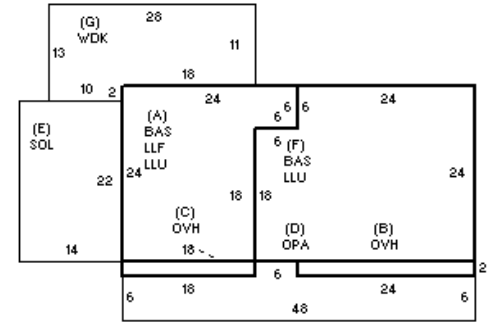 (G) 28
WDK
13 11
18
10 2
24 24
(A) 6 6
BAS 6
LLF
LLU
(E)
SOL
6 (F)
BAS
LLU
22 24 24
18 18
(C)
OVH
(D) (B)
OPA OVH
14 18
2
6 18 6 24 6
48